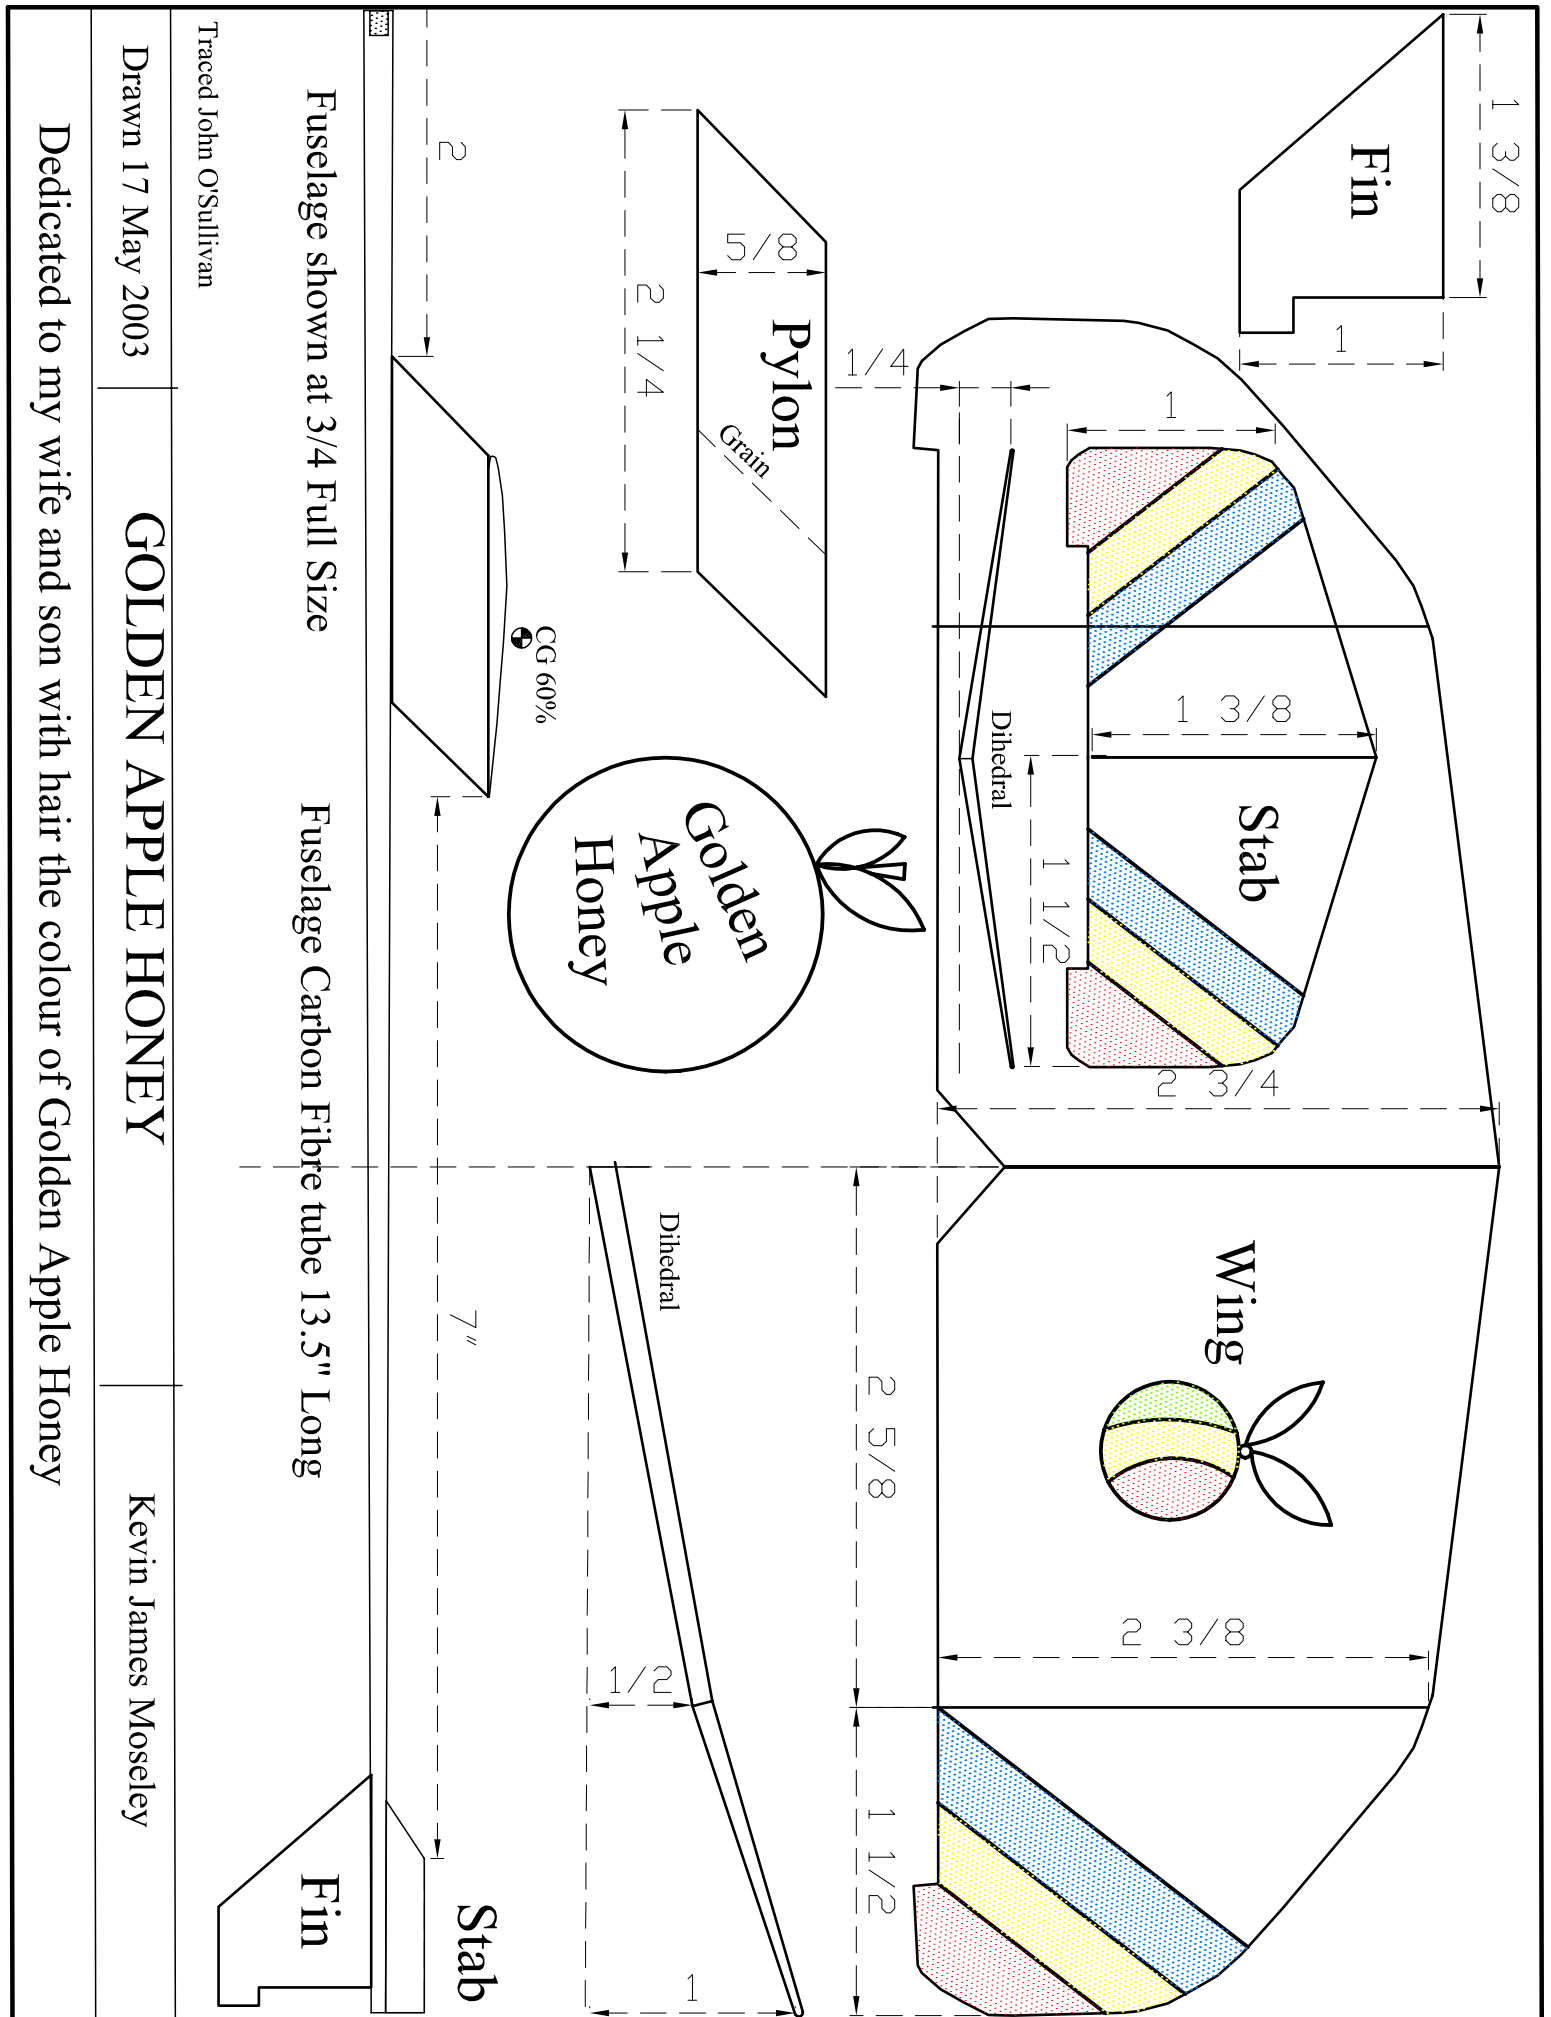 1 3/8
Fin
1
1/4
1
1 3/8
Stab
Dihedral
1 1/2
2 3/4
Wing
2 5/8
2 3/8
1 1/2
Pylon
5/8
2 1/4
Grain
Golden
Apple
Honey
Dihedral
1/2
1
2
CG 60%
7"
Stab
Fin
Fuselage shown at 3/4 Full Size
Fuselage Carbon Fibre tube 13.5" Long
Traced John O'Sullivan
Drawn 17 May 2003
GOLDEN APPLE HONEY
Kevin James Moseley
Dedicated to my wife and son with hair the colour of Golden Apple Honey